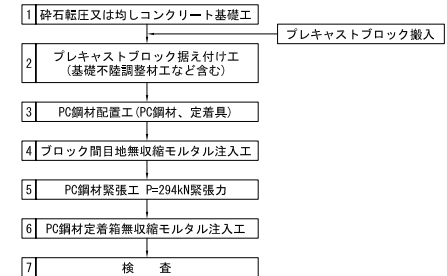 1 砕石転圧又は均しコンクリート基礎工
プレキャストブロック搬入
2 プレキャストブロック据え付け工
(基礎不陸調整材工など含む)
3 PC鋼材配置工(PC鋼材、定着具)
4 ブロック間目地無収縮モルタル注入工
5 PC鋼材緊張工 P=294kN緊張力
6 PC鋼材定着箱無収縮モルタル注入工
7 検 査